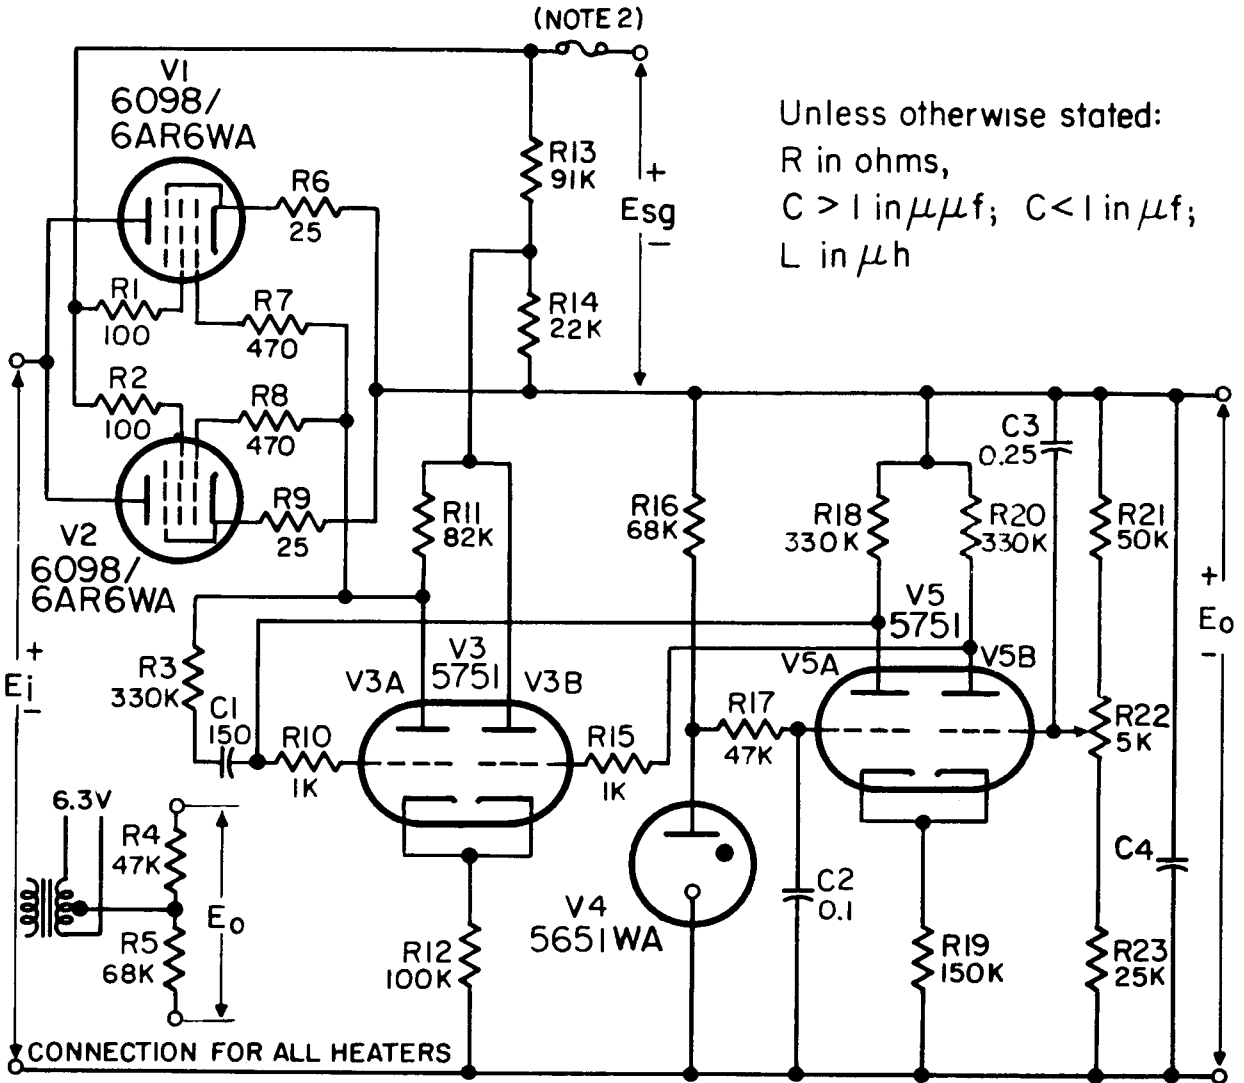 (NOTE 2)
V1
6098/
6AR6WA
Unless otherwise stated:
R in ohms,
C > 1 in μμf; C < 1 in μf;
L in μh
R13
91K
+
Esg
−
R6
25
R1
100
R7
470
R14
22K
R2
100
R8
470
C3
0.25
R9
25
V2
6098/
6AR6WA
R11
82K
R16
68K
R18
330K
R20
330K
R21
50K
+
Eo
−
V5
5751
V5A
V5B
R3
330K
V3
5751
V3A
V3B
+
Ei
−
C1
150
R10
1K
R15
1K
R17
47K
R22
5K
6.3V
R4
47K
Eo
R5
68K
V4
5651WA
C2
0.1
C4
R12
100K
R19
150K
R23
25K
CONNECTION FOR ALL HEATERS